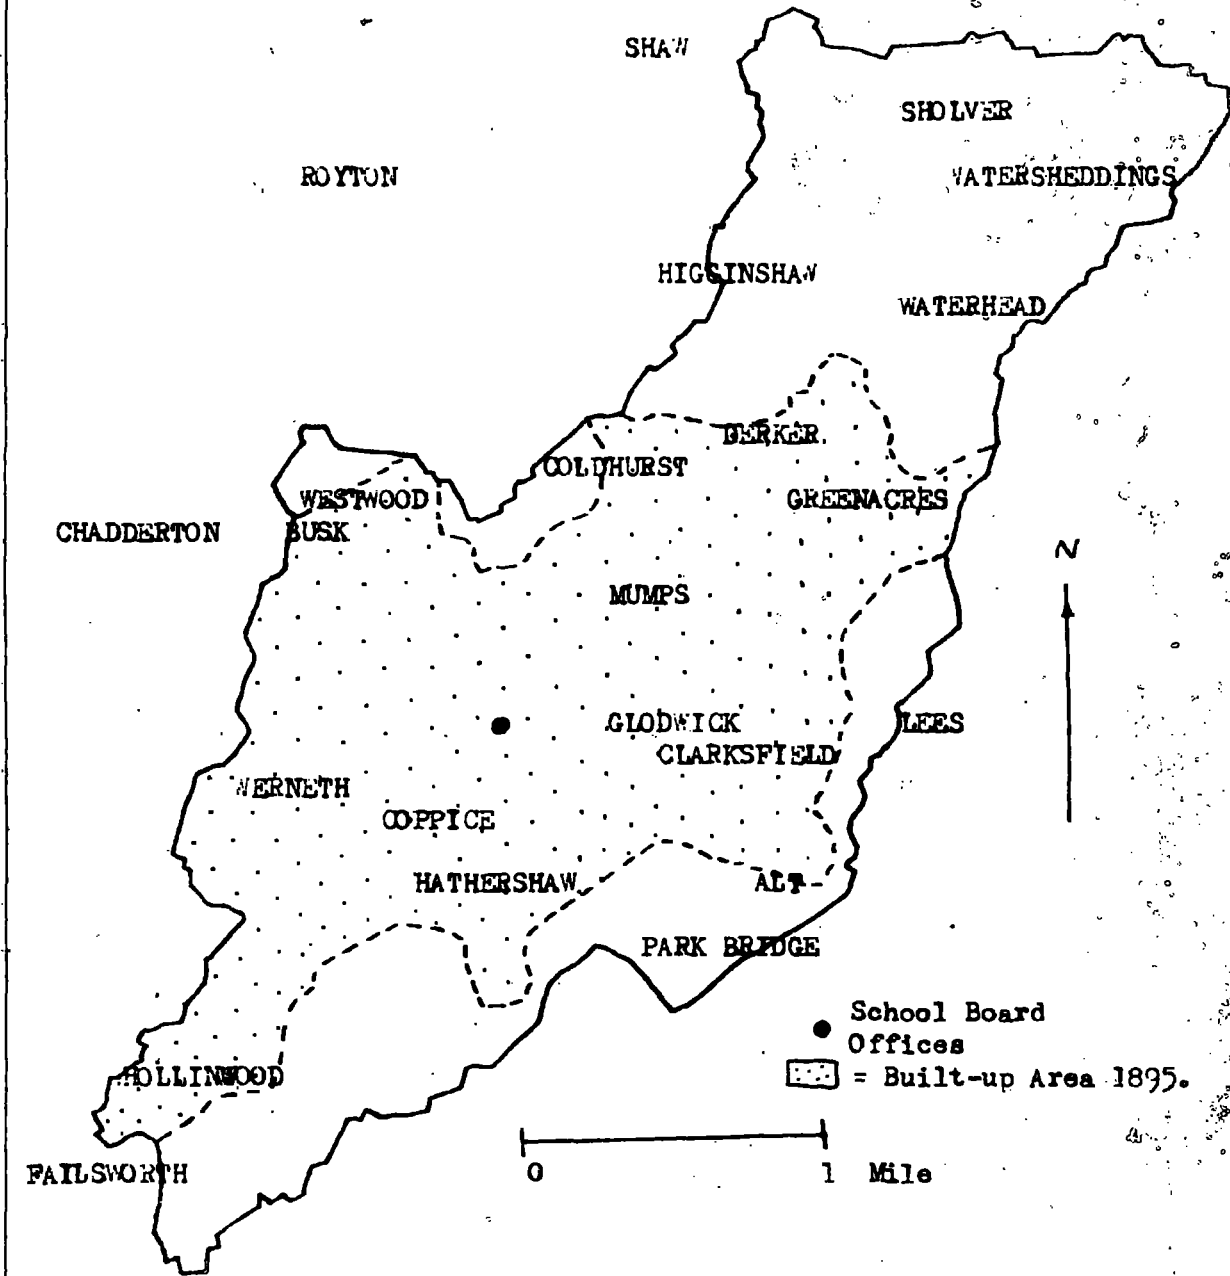 SHAW
SHOLVER
ROYTON
WATERSHEDDINGS
HIGGINSHAW
WATERHEAD
DERKER
COLDHURST
WESTWOOD
GREENACRES
CHADDERTON
BUSK
N
MUMPS
GLODWICK
LEES
CLARKSFIELD
WERNETH
COPPICE
HATHERSHAW
ALT
PARK BRIDGE
School Board
Offices
= Built-up Area 1895.
HOLLINWOOD
FAILSWORTH
0 1 Mile